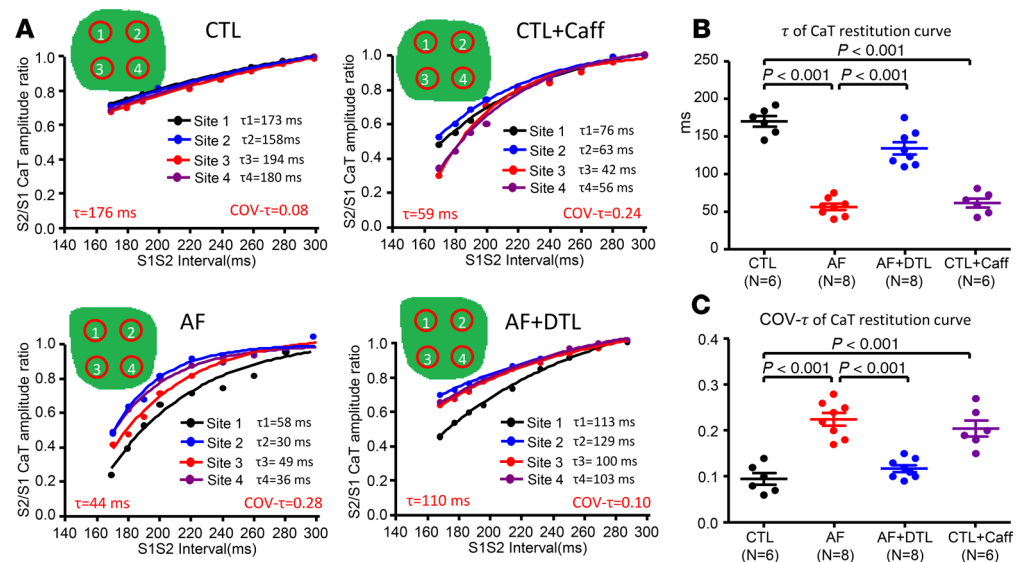 A
CTL
1 2
3 4
S2/S1 CaT amplitude ratio
1.0
0.8
0.6
0.4
0.2
0.0
Site 1 τ1=173 ms
Site 2 τ2=158ms
Site 3 τ3= 194 ms
Site 4 τ4=180 ms
τ=176 ms COV-τ=0.08
140 160 180 200 220 240 260 280 300
S1S2 Interval(ms)
CTL+Caff
1 2
3 4
S2/S1 CaT amplitude ratio
1.0
0.8
0.6
0.4
0.2
0.0
Site 1 τ1=76 ms
Site 2 τ2=63 ms
Site 3 τ3= 42 ms
Site 4 τ4=56 ms
τ=59 ms COV-τ=0.24
140 160 180 200 220 240 260 280 300
S1S2 Interval(ms)
AF
1 2
3 4
S2/S1 CaT amplitude ratio
1.0
0.8
0.6
0.4
0.2
0.0
Site 1 τ1=58 ms
Site 2 τ2=30 ms
Site 3 τ3= 49 ms
Site 4 τ4=36 ms
τ=44 ms COV-τ=0.28
140 160 180 200 220 240 260 280 300
S1S2 Interval(ms)
AF+DTL
1 2
3 4
S2/S1 CaT amplitude ratio
1.0
0.8
0.6
0.4
0.2
0.0
Site 1 τ1=113 ms
Site 2 τ2=129 ms
Site 3 τ3= 100 ms
Site 4 τ4=103 ms
τ=110 ms COV-τ=0.10
140 160 180 200 220 240 260 280 300
S1S2 Interval(ms)
B
τ of CaT restitution curve
P < 0.001
P < 0.001 P < 0.001
ms
250
200
150
100
50
0
CTL AF AF+DTL CTL+Caff
(N=6) (N=8) (N=8) (N=6)
C
COV-τ of CaT restitution curve
P < 0.001
P < 0.001 P < 0.001
0.4
0.3
0.2
0.1
0.0
CTL AF AF+DTL CTL+Caff
(N=6) (N=8) (N=8) (N=6)